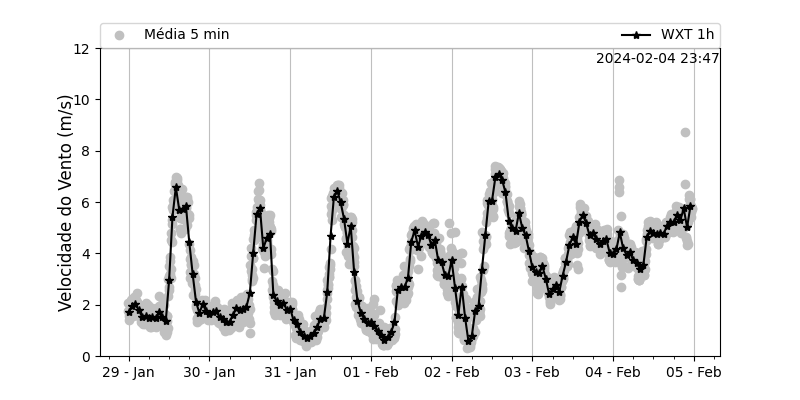 Média 5 min WXT 1h
2024-02-04 23:47
Velocidade do Vento (m/s)
12
10
8
6
4
2
0
29 - Jan 30 - Jan 31 - Jan 01 - Feb 02 - Feb 03 - Feb 04 - Feb 05 - Feb